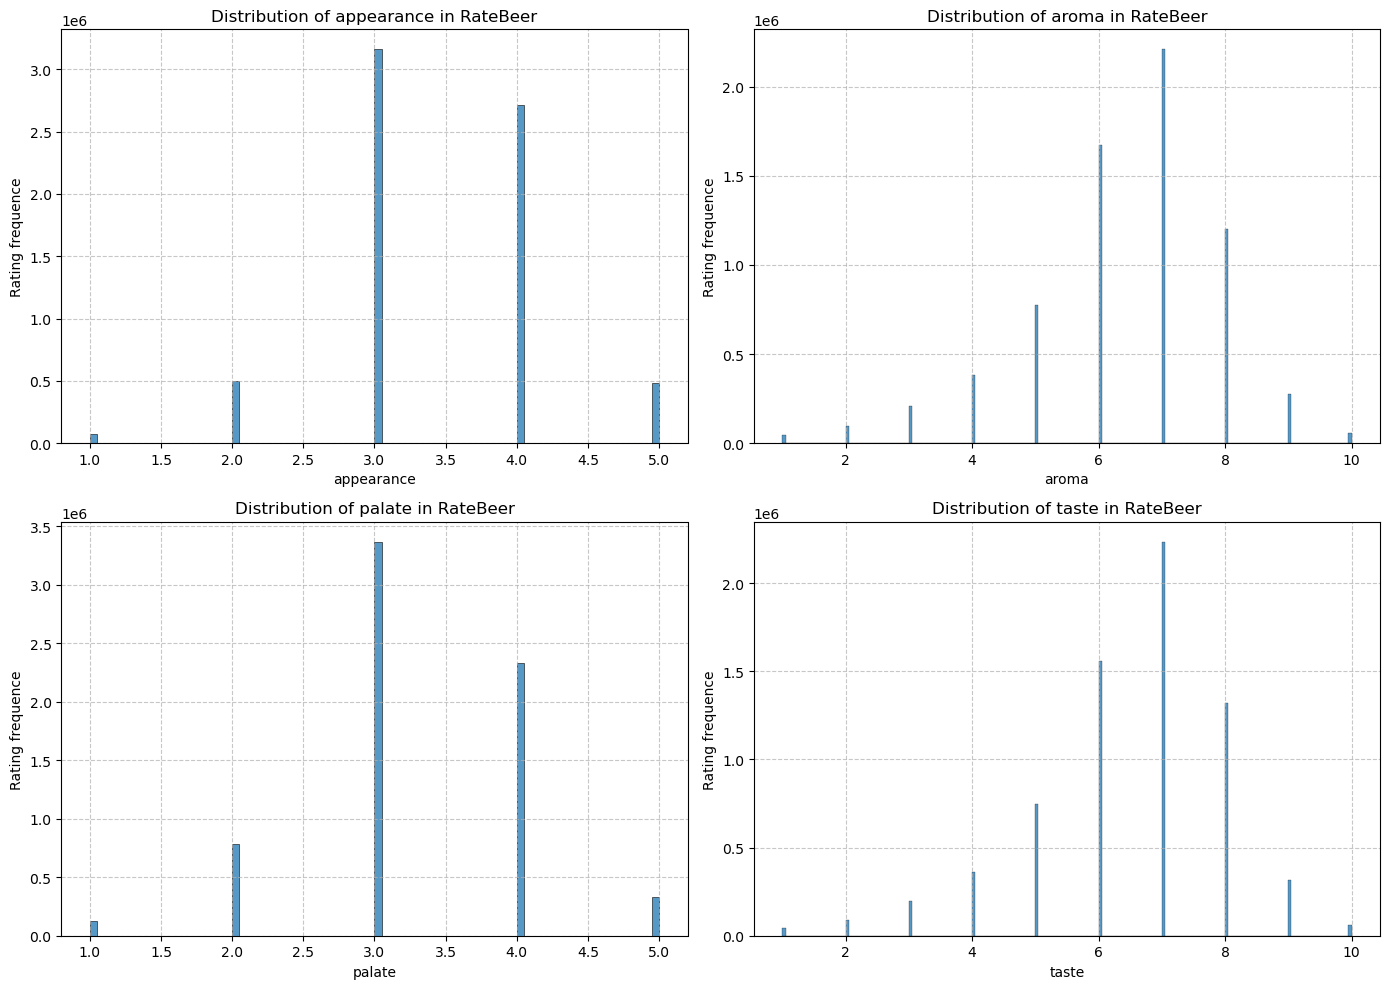 Distribution of appearance in RateBeer
1e6
Rating frequence
3.0
2.5
2.0
1.5
1.0
0.5
0.0
1.0 1.5 2.0 2.5 3.0 3.5 4.0 4.5 5.0
appearance
Distribution of aroma in RateBeer
1e6
Rating frequence
2.0
1.5
1.0
0.5
0.0
2 4 6 8 10
aroma
Distribution of palate in RateBeer
1e6
Rating frequence
3.5
3.0
2.5
2.0
1.5
1.0
0.5
0.0
1.0 1.5 2.0 2.5 3.0 3.5 4.0 4.5 5.0
palate
Distribution of taste in RateBeer
1e6
Rating frequence
2.0
1.5
1.0
0.5
0.0
2 4 6 8 10
taste